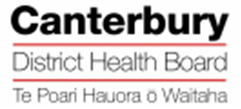 Canterbury
District Health Board
Te Poari Hauora ō Waitaha